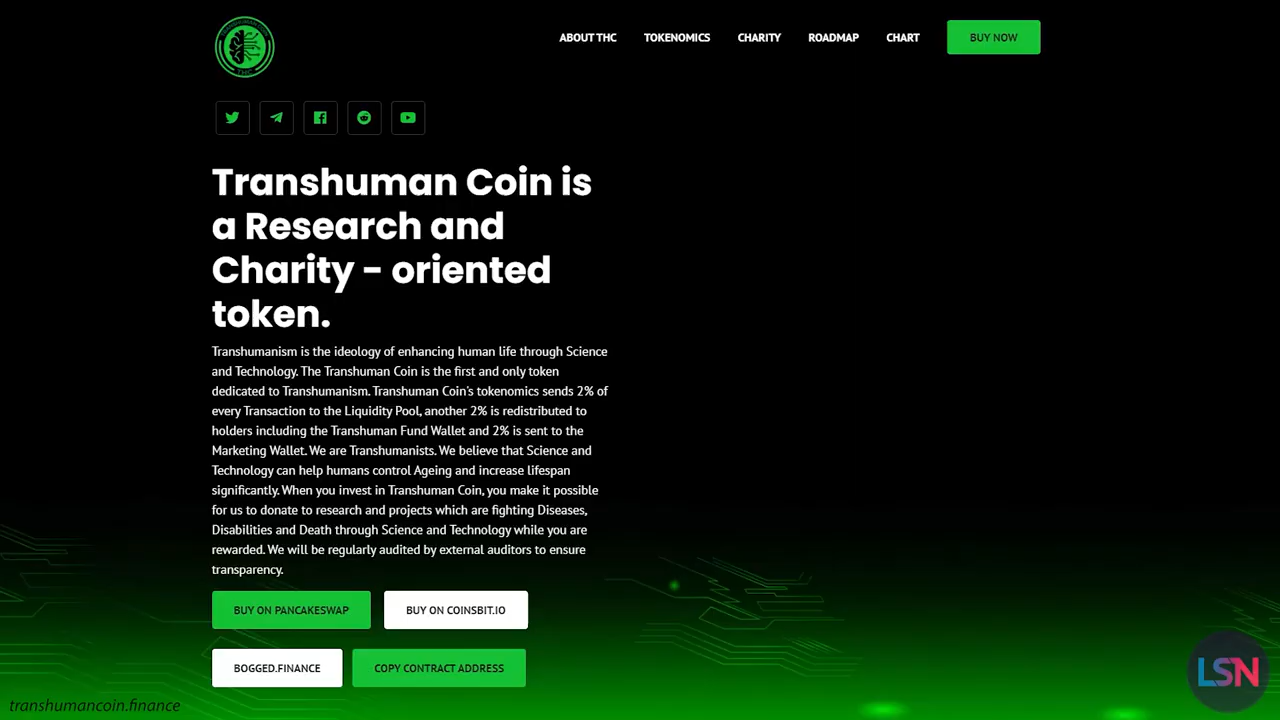 ABOUT THC TOKENOMICS CHARITY ROADMAP CHART BUY NOW
THC
Transhuman Coin is
a Research and
Charity - oriented
token.
Transhumanism is the ideology of enhancing human life through Science
and Technology. The Transhuman Coin is the first and only token
dedicated to Transhumanism. Transhuman Coin's tokenomics sends 2% of
every Transaction to the Liquidity Pool, another 2% is redistributed to
holders including the Transhuman Fund Wallet and 2% is sent to the
Marketing Wallet. We are Transhumanists. We believe that Science and
Technology can help humans control Ageing and increase lifespan
significantly. When you invest in Transhuman Coin, you make it possible
for us to donate to research and projects which are fighting Diseases,
Disabilities and Death through Science and Technology while you are
rewarded. We will be regularly audited by external auditors to ensure
transparency.
BUY ON PANCAKESWAP BUY ON COINSBIT.IO
BOGGED.FINANCE COPY CONTRACT ADDRESS
transhumancoin.finance
LSN